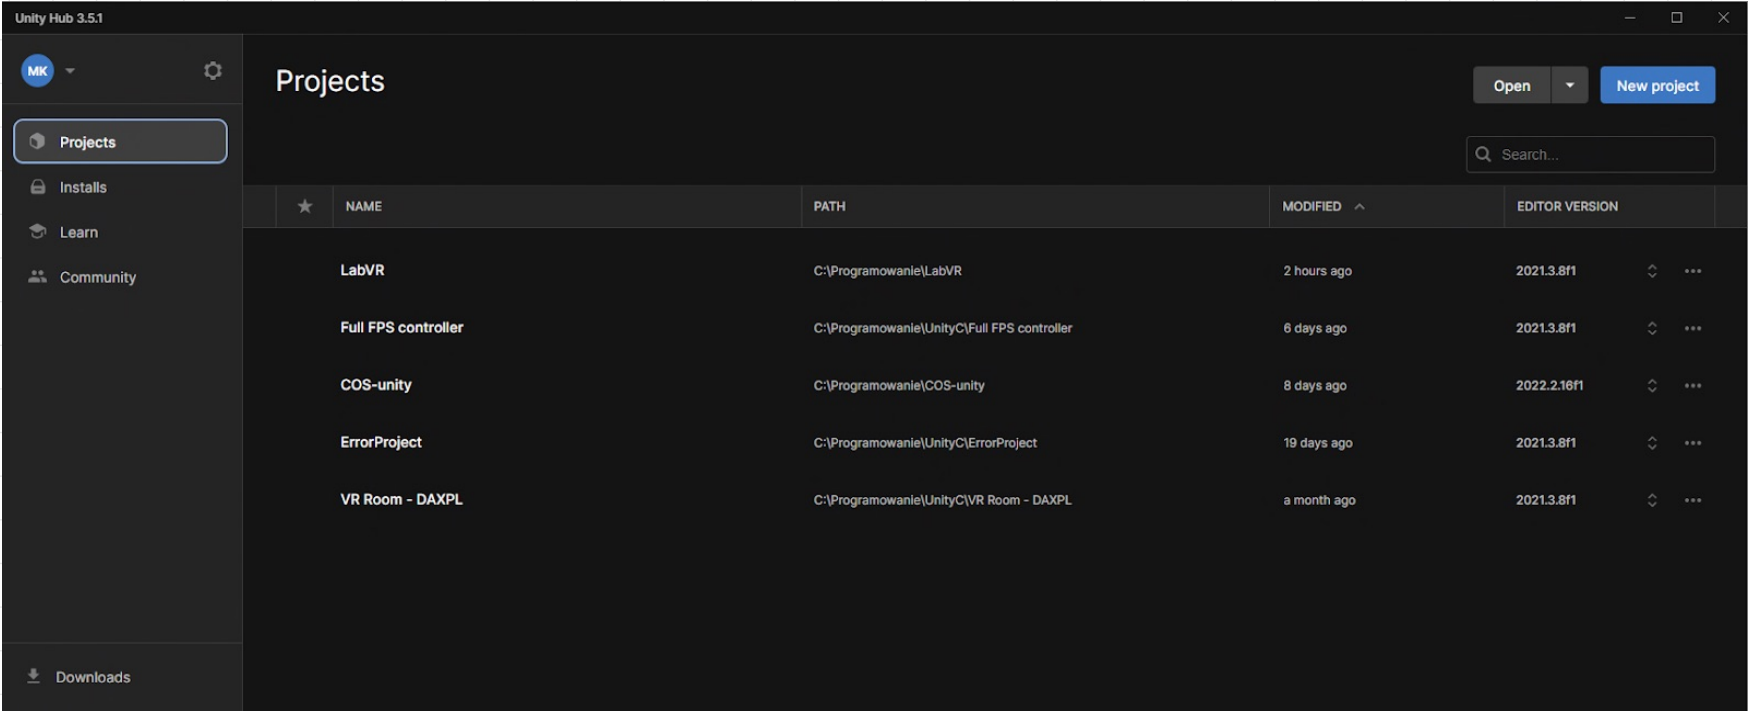 Unity Hub 3.5.1
MK
Projects
Open
New project
Projects
Installs
Learn
Community
Search...
NAME PATH MODIFIED EDITOR VERSION
LabVR C:\Programowanie\LabVR 2 hours ago 2021.3.8f1
Full FPS controller C:\Programowanie\UnityC\Full FPS controller 6 days ago 2021.3.8f1
COS-unity C:\Programowanie\COS-unity 8 days ago 2022.2.16f1
ErrorProject C:\Programowanie\UnityC\ErrorProject 19 days ago 2021.3.8f1
VR Room - DAXPL C:\Programowanie\UnityC\VR Room - DAXPL a month ago 2021.3.8f1
Downloads